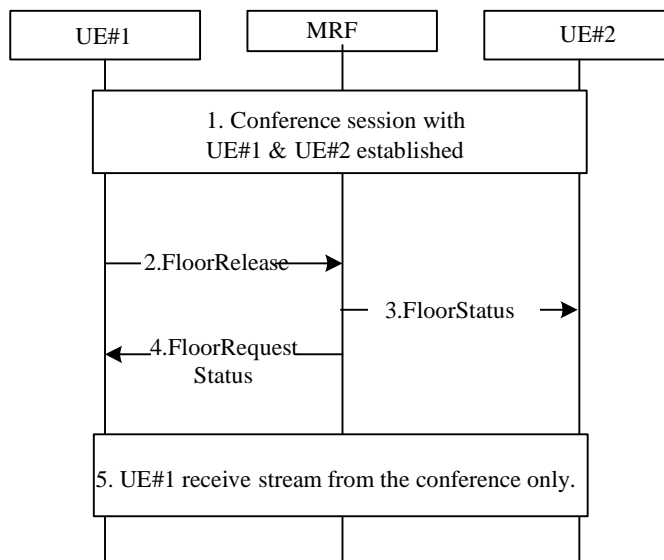 UE#1
MRF
UE#2
1. Conference session with
UE#1 & UE#2 established
2.FloorRelease
3.FloorStatus
4.FloorRequest
Status
5. UE#1 receive stream from the conference only.